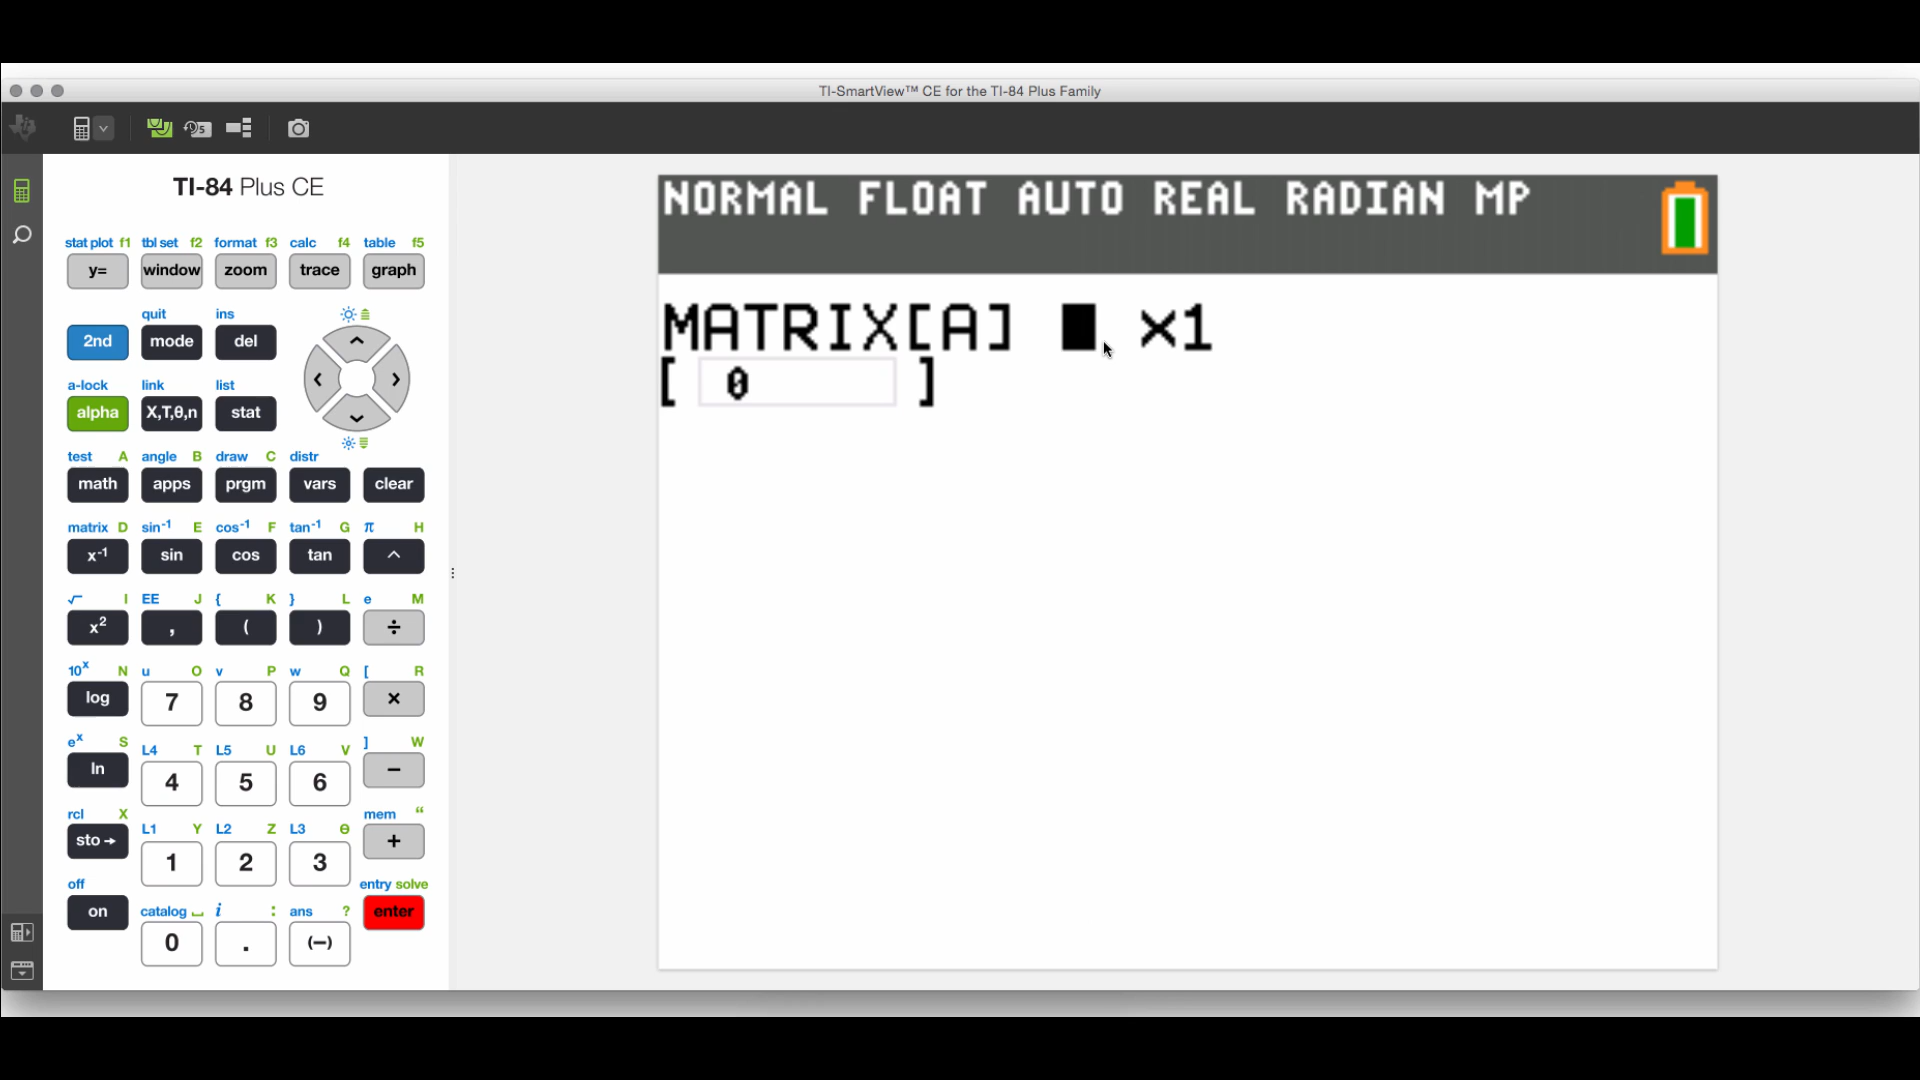 TI-SmartView™ CE for the TI-84 Plus Family
TI-84 Plus CE
NORMAL FLOAT AUTO REAL RADIAN MP
MATRIX[A] ×1
[ 0 ]
stat plot f1 tbl set f2 format f3 calc f4 table f5
y= window zoom trace graph
quit ins
2nd mode del
a-lock link list
alpha X,T,θ,n stat
test A angle B draw C distr
math apps prgm vars clear
matrix D sin⁻¹ E cos⁻¹ F tan⁻¹ G π H
x⁻¹ sin cos tan ^
√ I EE J { K } L e M
x² , ( ) ÷
10ˣ N u O v P w Q [ R
log 7 8 9 ×
eˣ S L4 T L5 U L6 V ] W
ln 4 5 6 −
rcl X L1 Y L2 Z L3 θ mem “
sto→ 1 2 3 +
off catalog ⎵ i : ans ? entry solve
on 0 . (−) enter